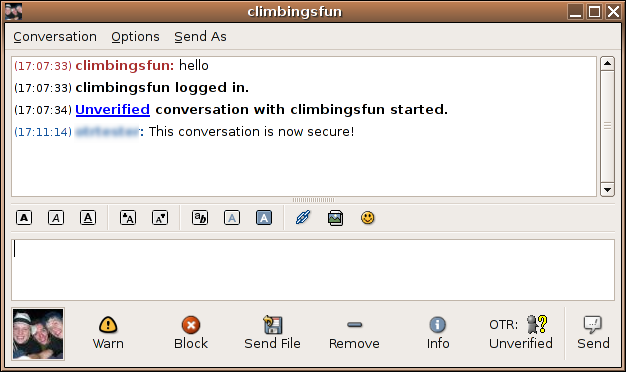 climbingsfun
Conversation Options Send As
(17:07:33) climbingsfun: hello
(17:07:33) climbingsfun logged in.
(17:07:34) Unverified conversation with climbingsfun started.
(17:11:14) : This conversation is now secure!
A A A A A ab A A
OTR:
Warn Block Send File Remove Info Unverified Send